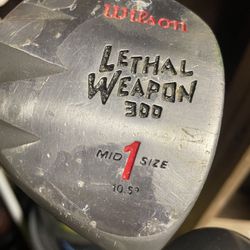 Wilson
LETHAL
WEAPON
300
MID 1 SIZE
10.5°